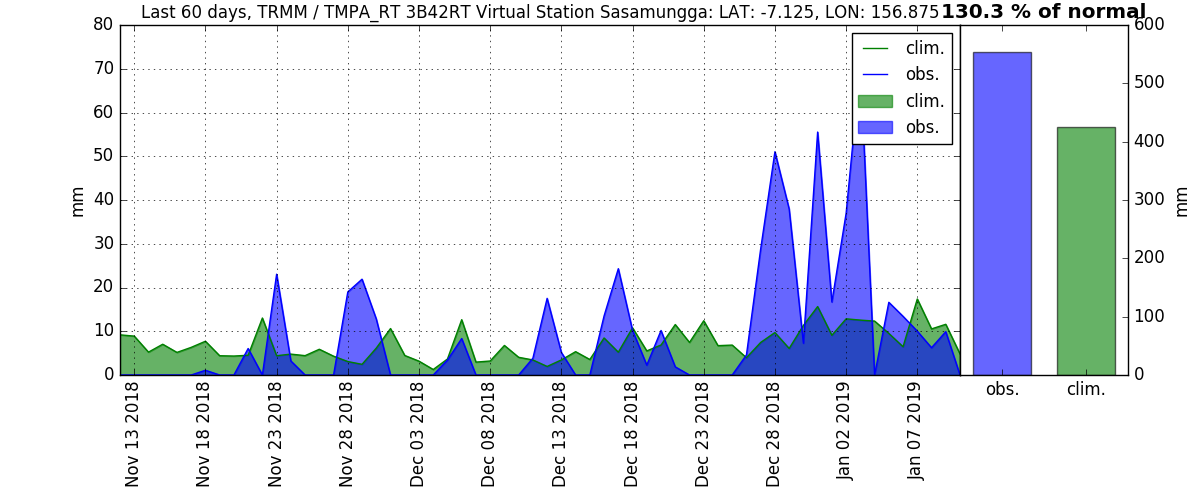 Last 60 days, TRMM / TMPA_RT 3B42RT Virtual Station Sasamungga: LAT: -7.125, LON: 156.875
130.3 % of normal
80
70
60
50
40
30
20
10
0
mm
clim.
obs.
clim.
obs.
600
500
400
300
200
100
0
mm
obs.
clim.
Nov 13 2018
Nov 18 2018
Nov 23 2018
Nov 28 2018
Dec 03 2018
Dec 08 2018
Dec 13 2018
Dec 18 2018
Dec 23 2018
Dec 28 2018
Jan 02 2019
Jan 07 2019